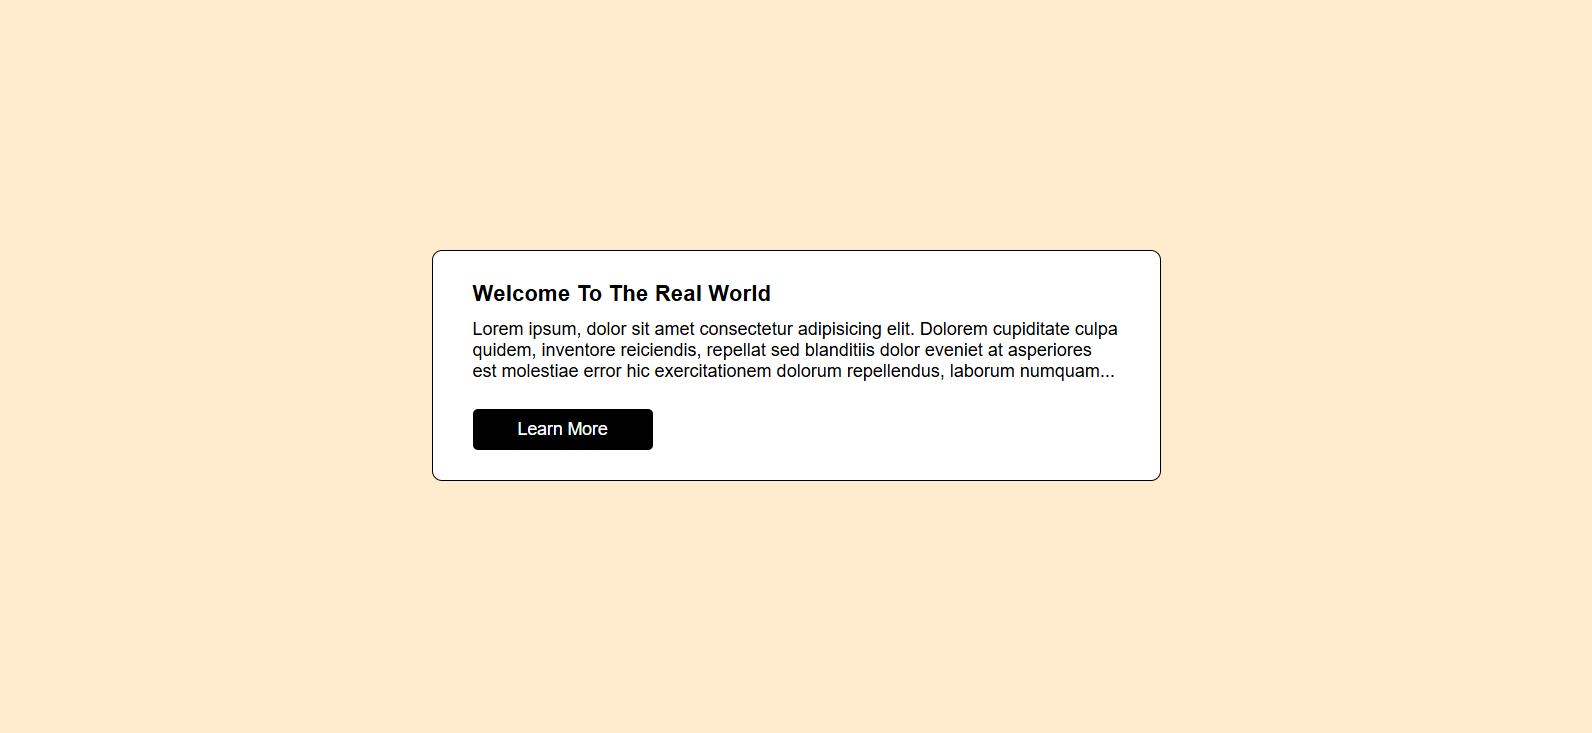 Welcome To The Real World
Lorem ipsum, dolor sit amet consectetur adipisicing elit. Dolorem cupiditate culpa
quidem, inventore reiciendis, repellat sed blanditiis dolor eveniet at asperiores
est molestiae error hic exercitationem dolorum repellendus, laborum numquam...
Learn More